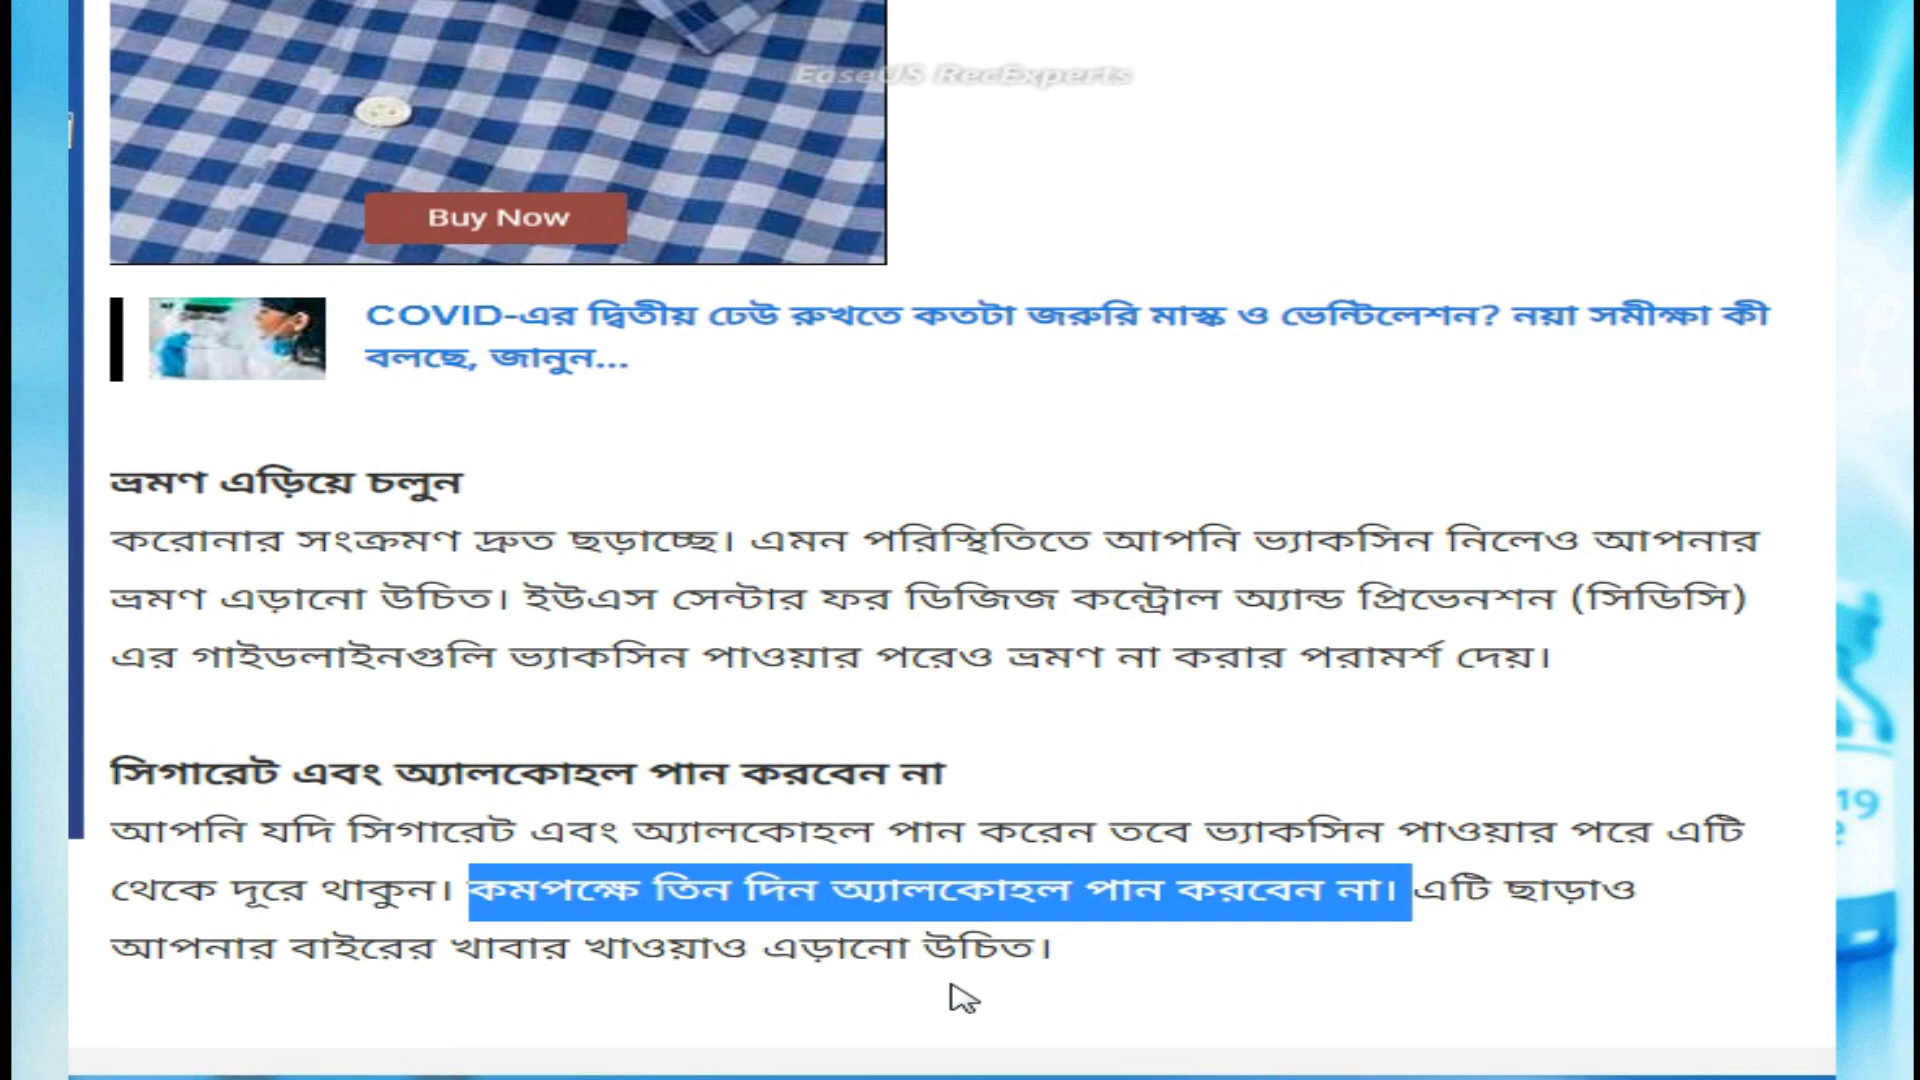 EaseUS RecExperts
Buy Now
COVID-এর দ্বিতীয় ঢেউ রুখতে কতটা জরুরি মাস্ক ও ভেন্টিলেশন? নয়া সমীক্ষা কী
বলছে, জানুন...
ভ্রমণ এড়িয়ে চলুন
করোনার সংক্রমণ দ্রুত ছড়াচ্ছে। এমন পরিস্থিতিতে আপনি ভ্যাকসিন নিলেও আপনার
ভ্রমণ এড়ানো উচিত। ইউএস সেন্টার ফর ডিজিজ কন্ট্রোল অ্যান্ড প্রিভেনশন (সিডিসি)
এর গাইডলাইনগুলি ভ্যাকসিন পাওয়ার পরেও ভ্রমণ না করার পরামর্শ দেয়।
সিগারেট এবং অ্যালকোহল পান করবেন না
আপনি যদি সিগারেট এবং অ্যালকোহল পান করেন তবে ভ্যাকসিন পাওয়ার পরে এটি
থেকে দূরে থাকুন। কমপক্ষে তিন দিন অ্যালকোহল পান করবেন না। এটি ছাড়াও
আপনার বাইরের খাবার খাওয়াও এড়ানো উচিত।
19